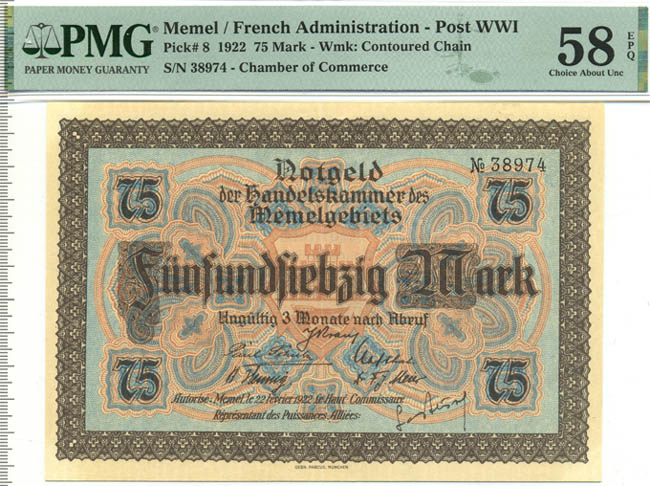 PMG®
PAPER MONEY GUARANTY
Memel / French Administration - Post WWI
Pick# 8 1922 75 Mark - Wmk: Contoured Chain
S/N 38974 - Chamber of Commerce
58 EPQ
Choice About Unc
Notgeld
№ 38974
der Handelskammer des
Memelgebiets
75
75
Fünfundsiebzig Mark
Ungültig 3 Monate nach Abruf
75
75
Autorisé: Memel, le 22 février 1922. Le Haut Commissaire
Représentant des Puissances Alliées:
GEBR. PARCUS, MÜNCHEN.